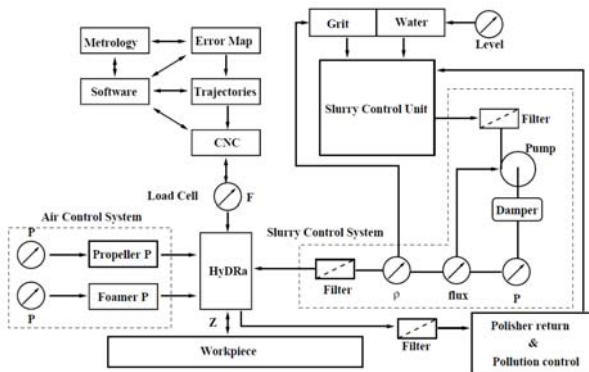 Metrology
Error Map
Grit
Water
Level
Software
Trajectories
Slurry Control Unit
Filter
CNC
Pump
Load Cell
F
Damper
Air Control System
Slurry Control System
P
Propeller P
HyDRa
Filter
ρ
flux
P
P
Foamer P
Z
Filter
Workpiece
Polisher return
&
Pollution control